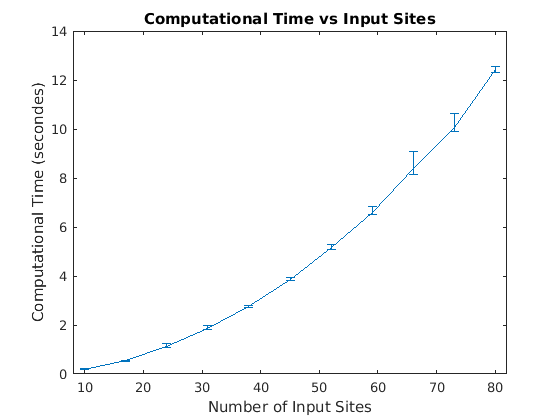 Computational Time vs Input Sites
14
12
10
8
6
4
2
0
Computational Time (secondes)
10 20 30 40 50 60 70 80
Number of Input Sites